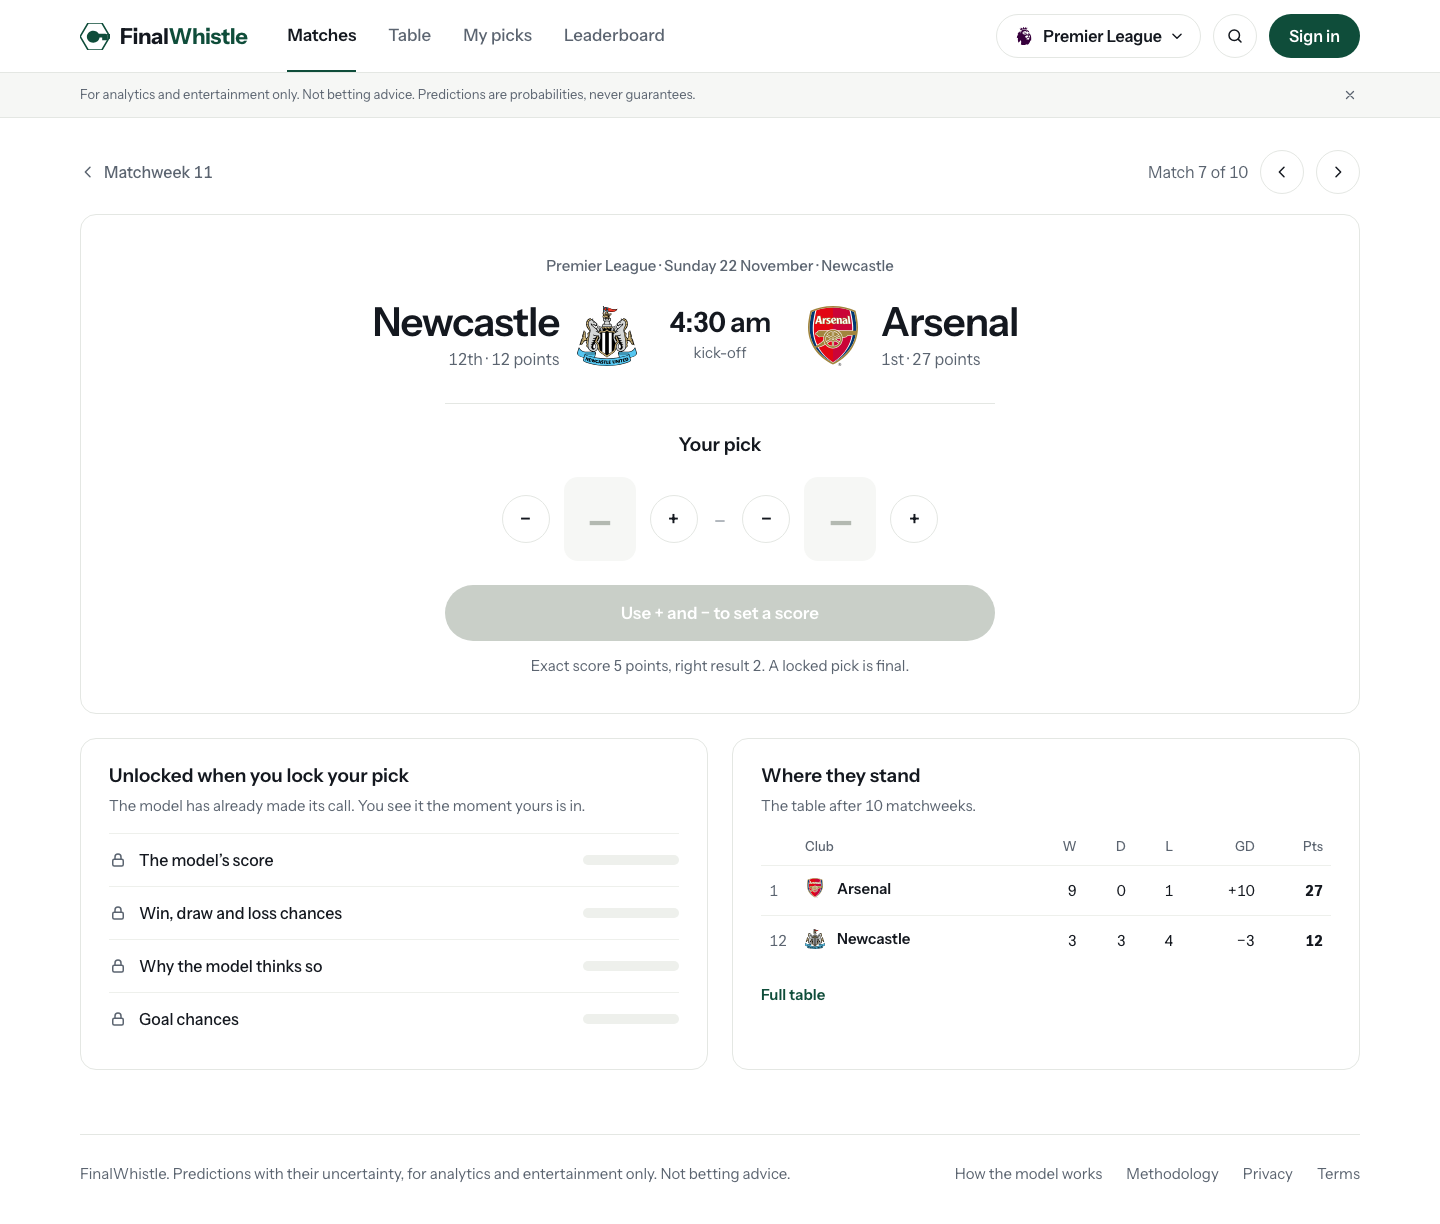 FinalWhistle
Matches
Table
My picks
Leaderboard
Premier League
Sign in
For analytics and entertainment only. Not betting advice. Predictions are probabilities, never guarantees.
Matchweek 11
Match 7 of 10
Premier League · Sunday 22 November · Newcastle
Newcastle
12th · 12 points
NEWCASTLE UNITED
4:30 am
kick-off
Arsenal
Arsenal
1st · 27 points
Your pick
− – + – − – +
Use + and − to set a score
Exact score 5 points, right result 2. A locked pick is final.
Unlocked when you lock your pick
The model has already made its call. You see it the moment yours is in.
The model’s score
Win, draw and loss chances
Why the model thinks so
Goal chances
Where they stand
The table after 10 matchweeks.
Club W D L GD Pts
1 Arsenal 9 0 1 +10 27
12 Newcastle 3 3 4 −3 12
Full table
FinalWhistle. Predictions with their uncertainty, for analytics and entertainment only. Not betting advice.
How the model works
Methodology
Privacy
Terms